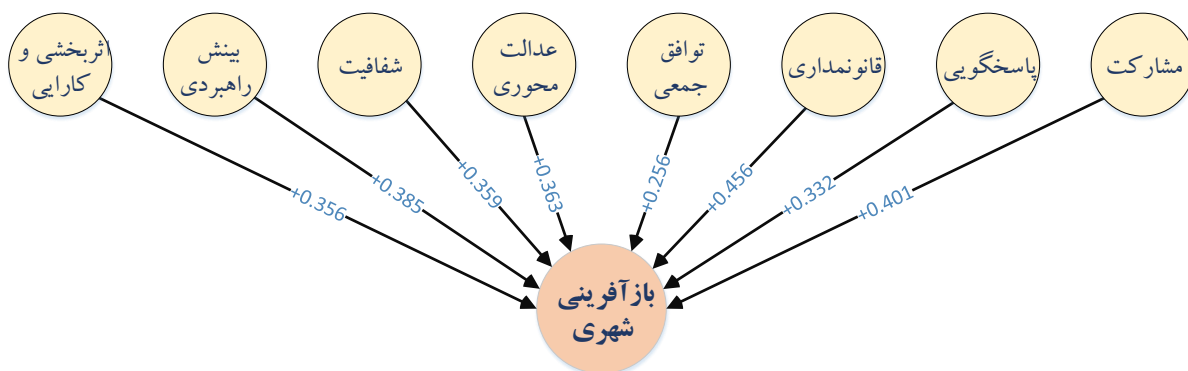 مشارکت
پاسخگویی
قانونمداری
توافق
جمعی
عدالت
محوری
شفافیت
بینش
راهبردی
اثربخشی و
کارایی
+0.401
+0.332
+0.456
+0.256
+0.363
+0.359
+0.385
+0.356
بازآفرینی
شهری